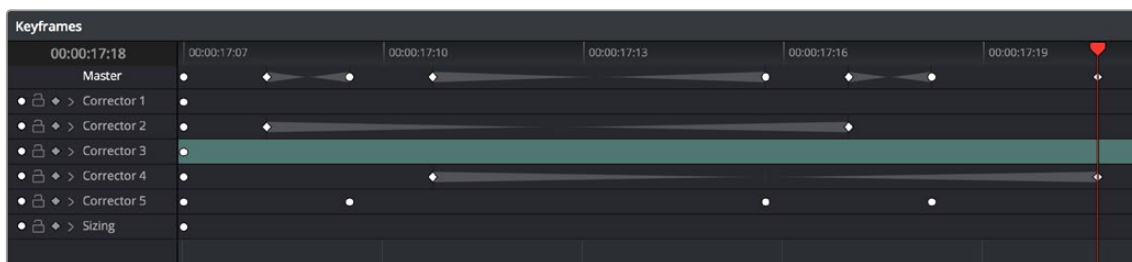 Keyframes
00:00:17:18 00:00:17:07 00:00:17:10 00:00:17:13 00:00:17:16 00:00:17:19
Master
Corrector 1
Corrector 2
Corrector 3
Corrector 4
Corrector 5
Sizing